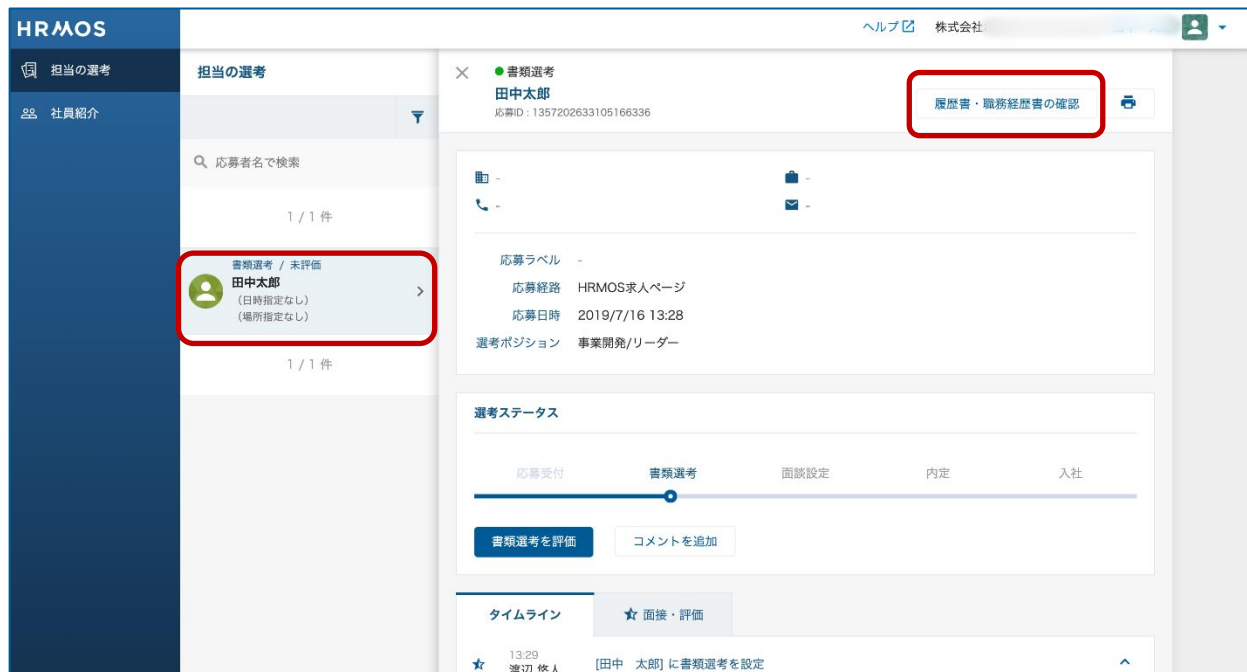 HRMOS
ヘルプ
株式会社
担当の選考
社員紹介
担当の選考
応募者名で検索
1 / 1 件
書類選考 / 未評価
田中太郎
（日時指定なし）
（場所指定なし）
1 / 1 件
書類選考
田中太郎
応募ID : 1357202633105166336
履歴書・職務経歴書の確認
-
-
-
-
応募ラベル -
応募経路 HRMOS求人ページ
応募日時 2019/7/16 13:28
選考ポジション 事業開発/リーダー
選考ステータス
応募受付 書類選考 面談設定 内定 入社
書類選考を評価 コメントを追加
タイムライン 面接・評価
13:29
渡辺 悠人
[田中 太郎] に書類選考を設定